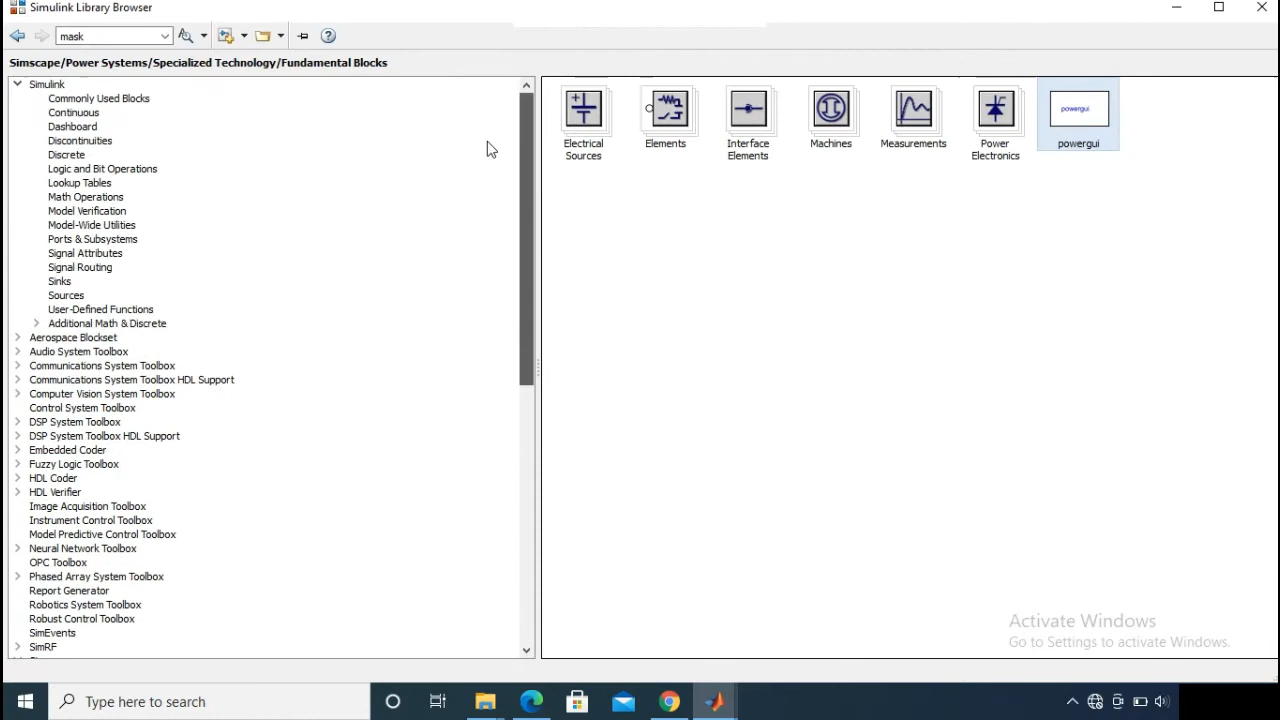 Simulink Library Browser
mask
Simscape/Power Systems/Specialized Technology/Fundamental Blocks
Simulink
Commonly Used Blocks
Continuous
Dashboard
Discontinuities
Discrete
Logic and Bit Operations
Lookup Tables
Math Operations
Model Verification
Model-Wide Utilities
Ports & Subsystems
Signal Attributes
Signal Routing
Sinks
Sources
User-Defined Functions
Additional Math & Discrete
Aerospace Blockset
Audio System Toolbox
Communications System Toolbox
Communications System Toolbox HDL Support
Computer Vision System Toolbox
Control System Toolbox
DSP System Toolbox
DSP System Toolbox HDL Support
Embedded Coder
Fuzzy Logic Toolbox
HDL Coder
HDL Verifier
Image Acquisition Toolbox
Instrument Control Toolbox
Model Predictive Control Toolbox
Neural Network Toolbox
OPC Toolbox
Phased Array System Toolbox
Report Generator
Robotics System Toolbox
Robust Control Toolbox
SimEvents
SimRF
powergui
Electrical
Sources
Elements
Interface
Elements
Machines
Measurements
Power
Electronics
powergui
Activate Windows
Go to Settings to activate Windows.
Type here to search